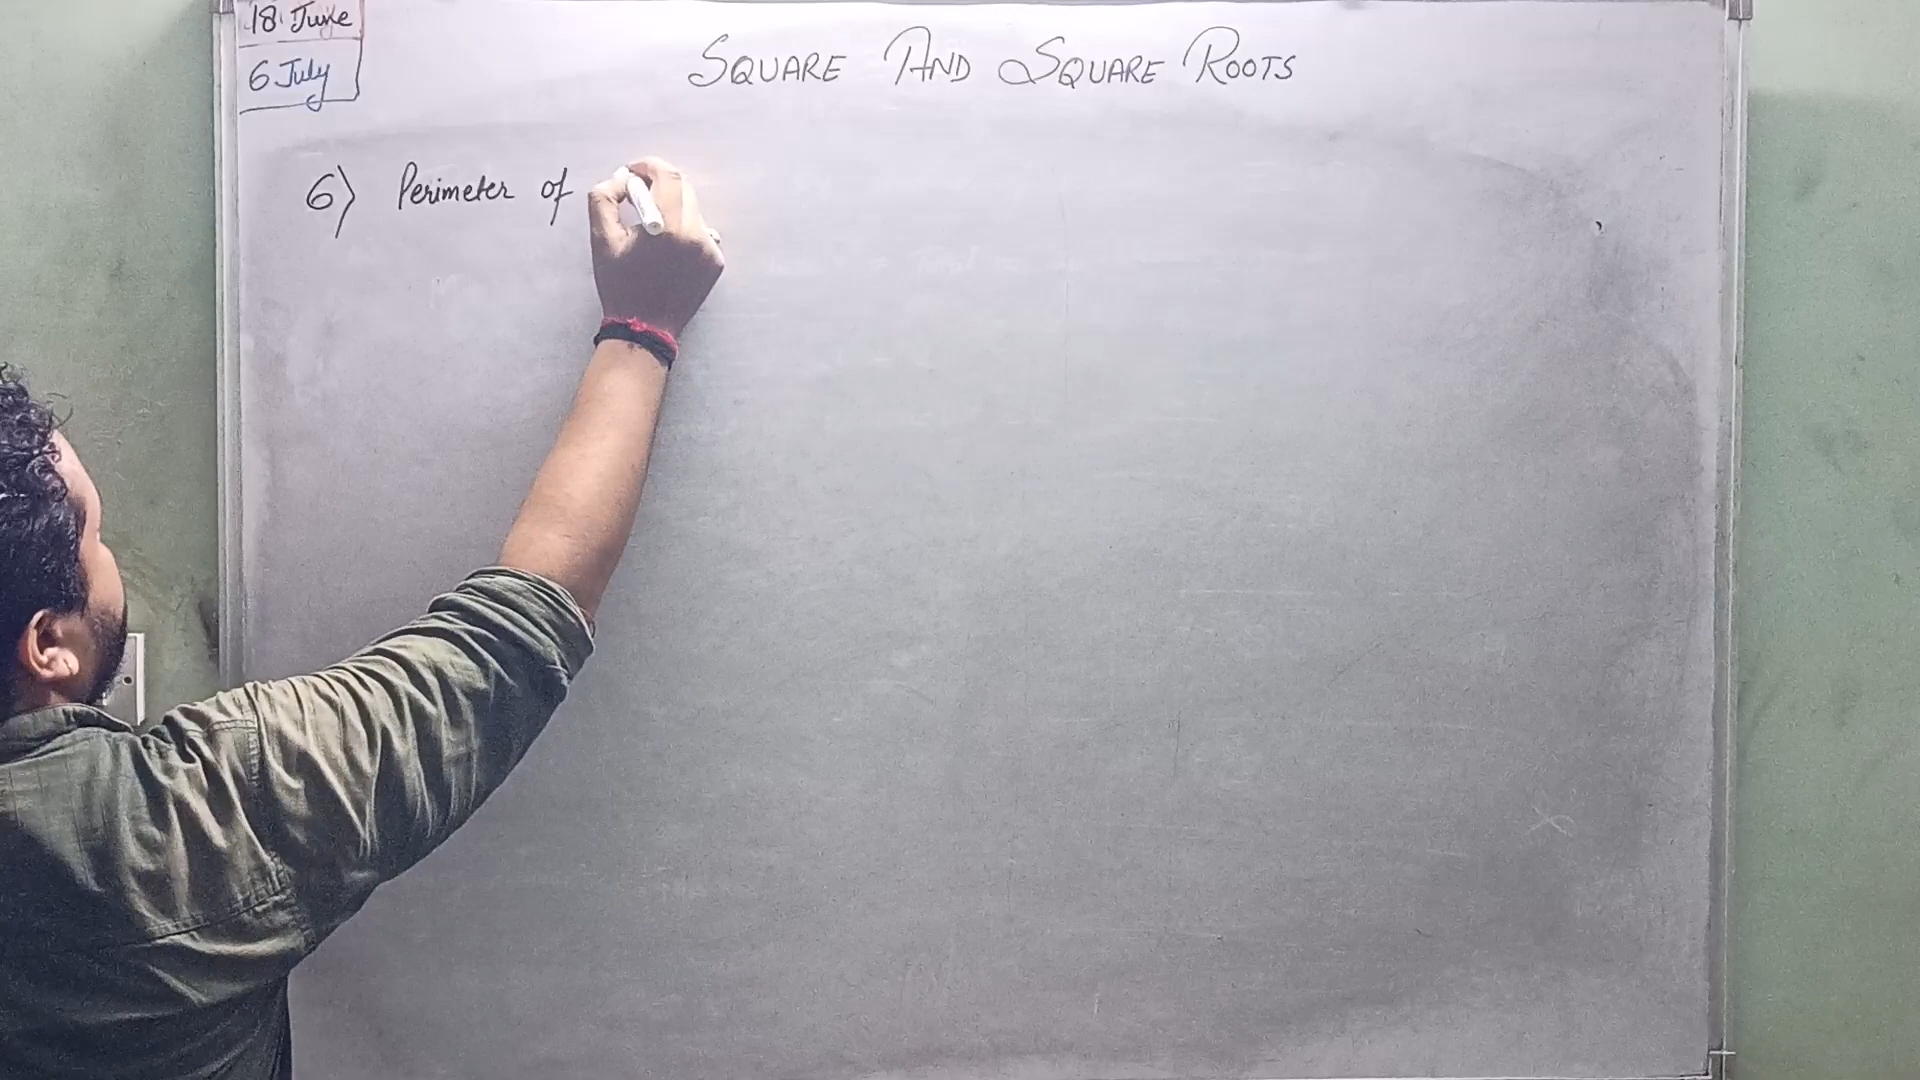 18 June
6 July
SQUARE AND SQUARE ROOTS
6) Perimeter of